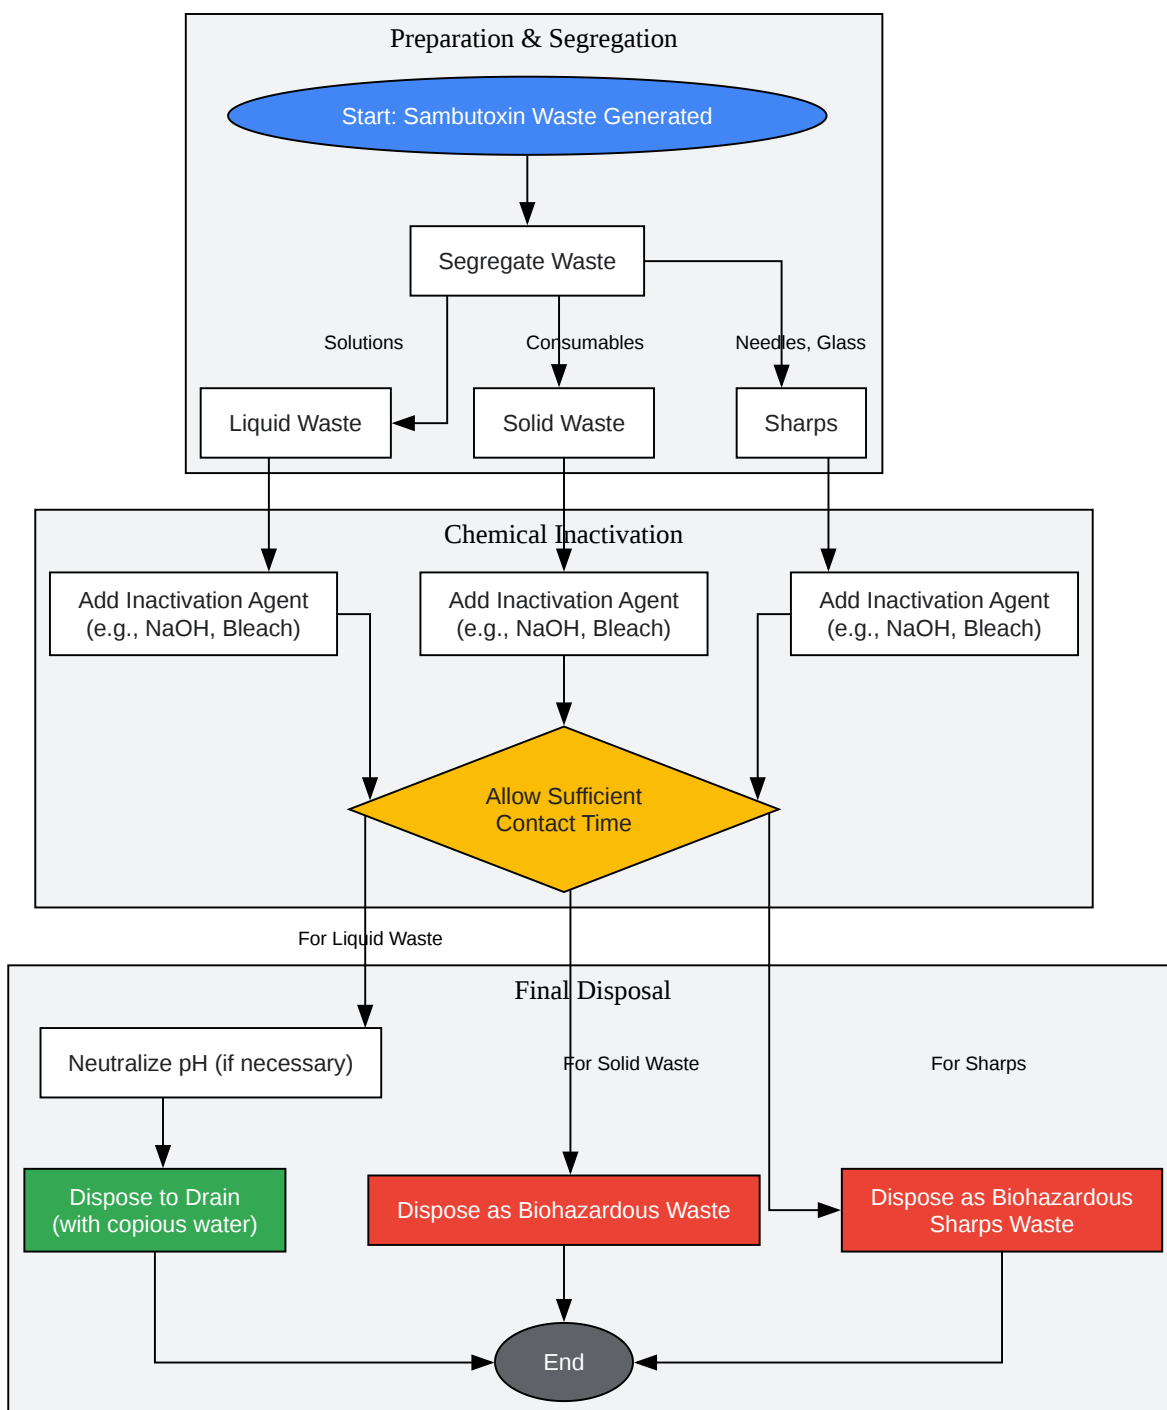 Preparation & Segregation
Start: Sambutoxin Waste Generated
Segregate Waste
Solutions
Consumables
Needles, Glass
Liquid Waste
Solid Waste
Sharps
Chemical Inactivation
Add Inactivation Agent
(e.g., NaOH, Bleach)
Add Inactivation Agent
(e.g., NaOH, Bleach)
Add Inactivation Agent
(e.g., NaOH, Bleach)
Allow Sufficient
Contact Time
For Liquid Waste
Final Disposal
Neutralize pH (if necessary)
For Solid Waste
For Sharps
Dispose to Drain
(with copious water)
Dispose as Biohazardous Waste
Dispose as Biohazardous
Sharps Waste
End